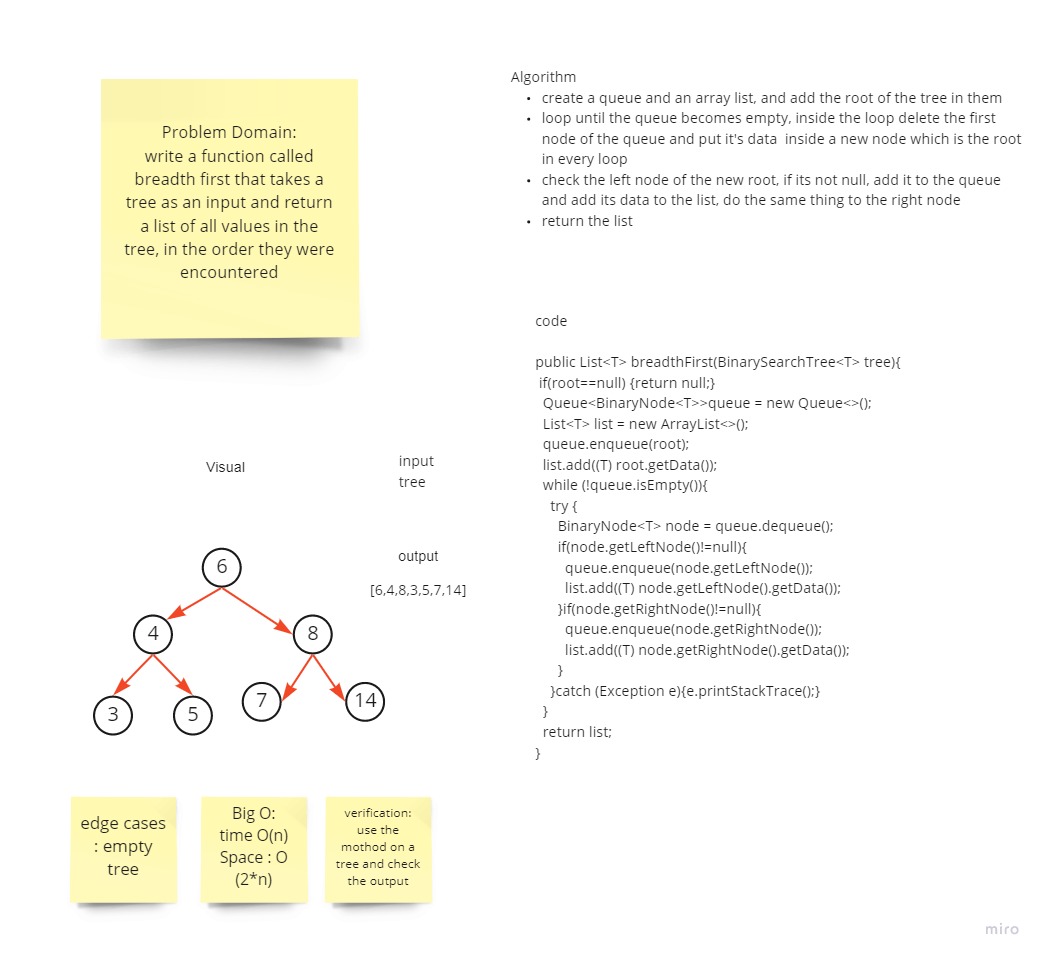 Problem Domain:
write a function called
breadth first that takes a
tree as an input and return
a list of all values in the
tree, in the order they were
encountered
Algorithm
• create a queue and an array list, and add the root of the tree in them
• loop until the queue becomes empty, inside the loop delete the first
node of the queue and put it's data  inside a new node which is the root
in every loop
• check the left node of the new root, if its not null, add it to the queue
and add its data to the list, do the same thing to the right node
• return the list
Visual
input
tree
output
[6,4,8,3,5,7,14]
6
4
8
3
5
7
14
code
public List<T> breadthFirst(BinarySearchTree<T> tree){
if(root==null) {return null;}
Queue<BinaryNode<T>>queue = new Queue<>();
List<T> list = new ArrayList<>();
queue.enqueue(root);
list.add((T) root.getData());
while (!queue.isEmpty()){
try {
BinaryNode<T> node = queue.dequeue();
if(node.getLeftNode()!=null){
queue.enqueue(node.getLeftNode());
list.add((T) node.getLeftNode().getData());
}if(node.getRightNode()!=null){
queue.enqueue(node.getRightNode());
list.add((T) node.getRightNode().getData());
}
}catch (Exception e){e.printStackTrace();}
}
return list;
}
edge cases
: empty
tree
Big O:
time O(n)
Space : O
(2*n)
verification:
use the
mothod on a
tree and check
the output
miro